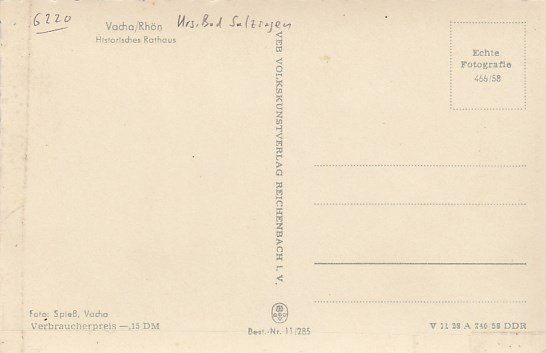 6220
Vacha/Rhön Krs. Bad Salzungen
Historisches Rathaus
VEB VOLKSKUNSTVERLAG REICHENBACH i. V.
Echte
Fotografie
466/58
Foto: Spieß, Vacha
Verbraucherpreis —,15 DM
Best.-Nr. 11/285
V 11 28 A 240/58 DDR